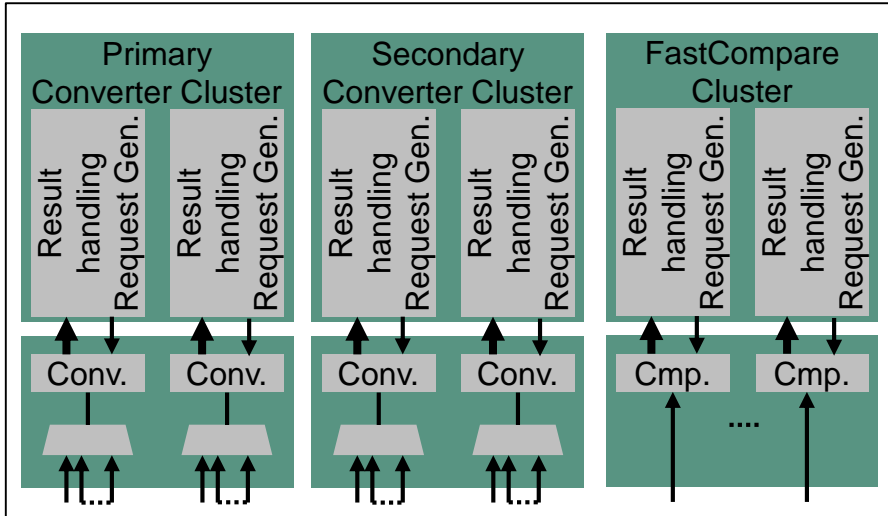 Primary
Converter Cluster
Result
handling
Request Gen.
Result
handling
Request Gen.
Conv.
Conv.
Secondary
Converter Cluster
Result
handling
Request Gen.
Result
handling
Request Gen.
Conv.
Conv.
FastCompare
Cluster
Result
handling
Request Gen.
Result
handling
Request Gen.
Cmp.
Cmp.
....